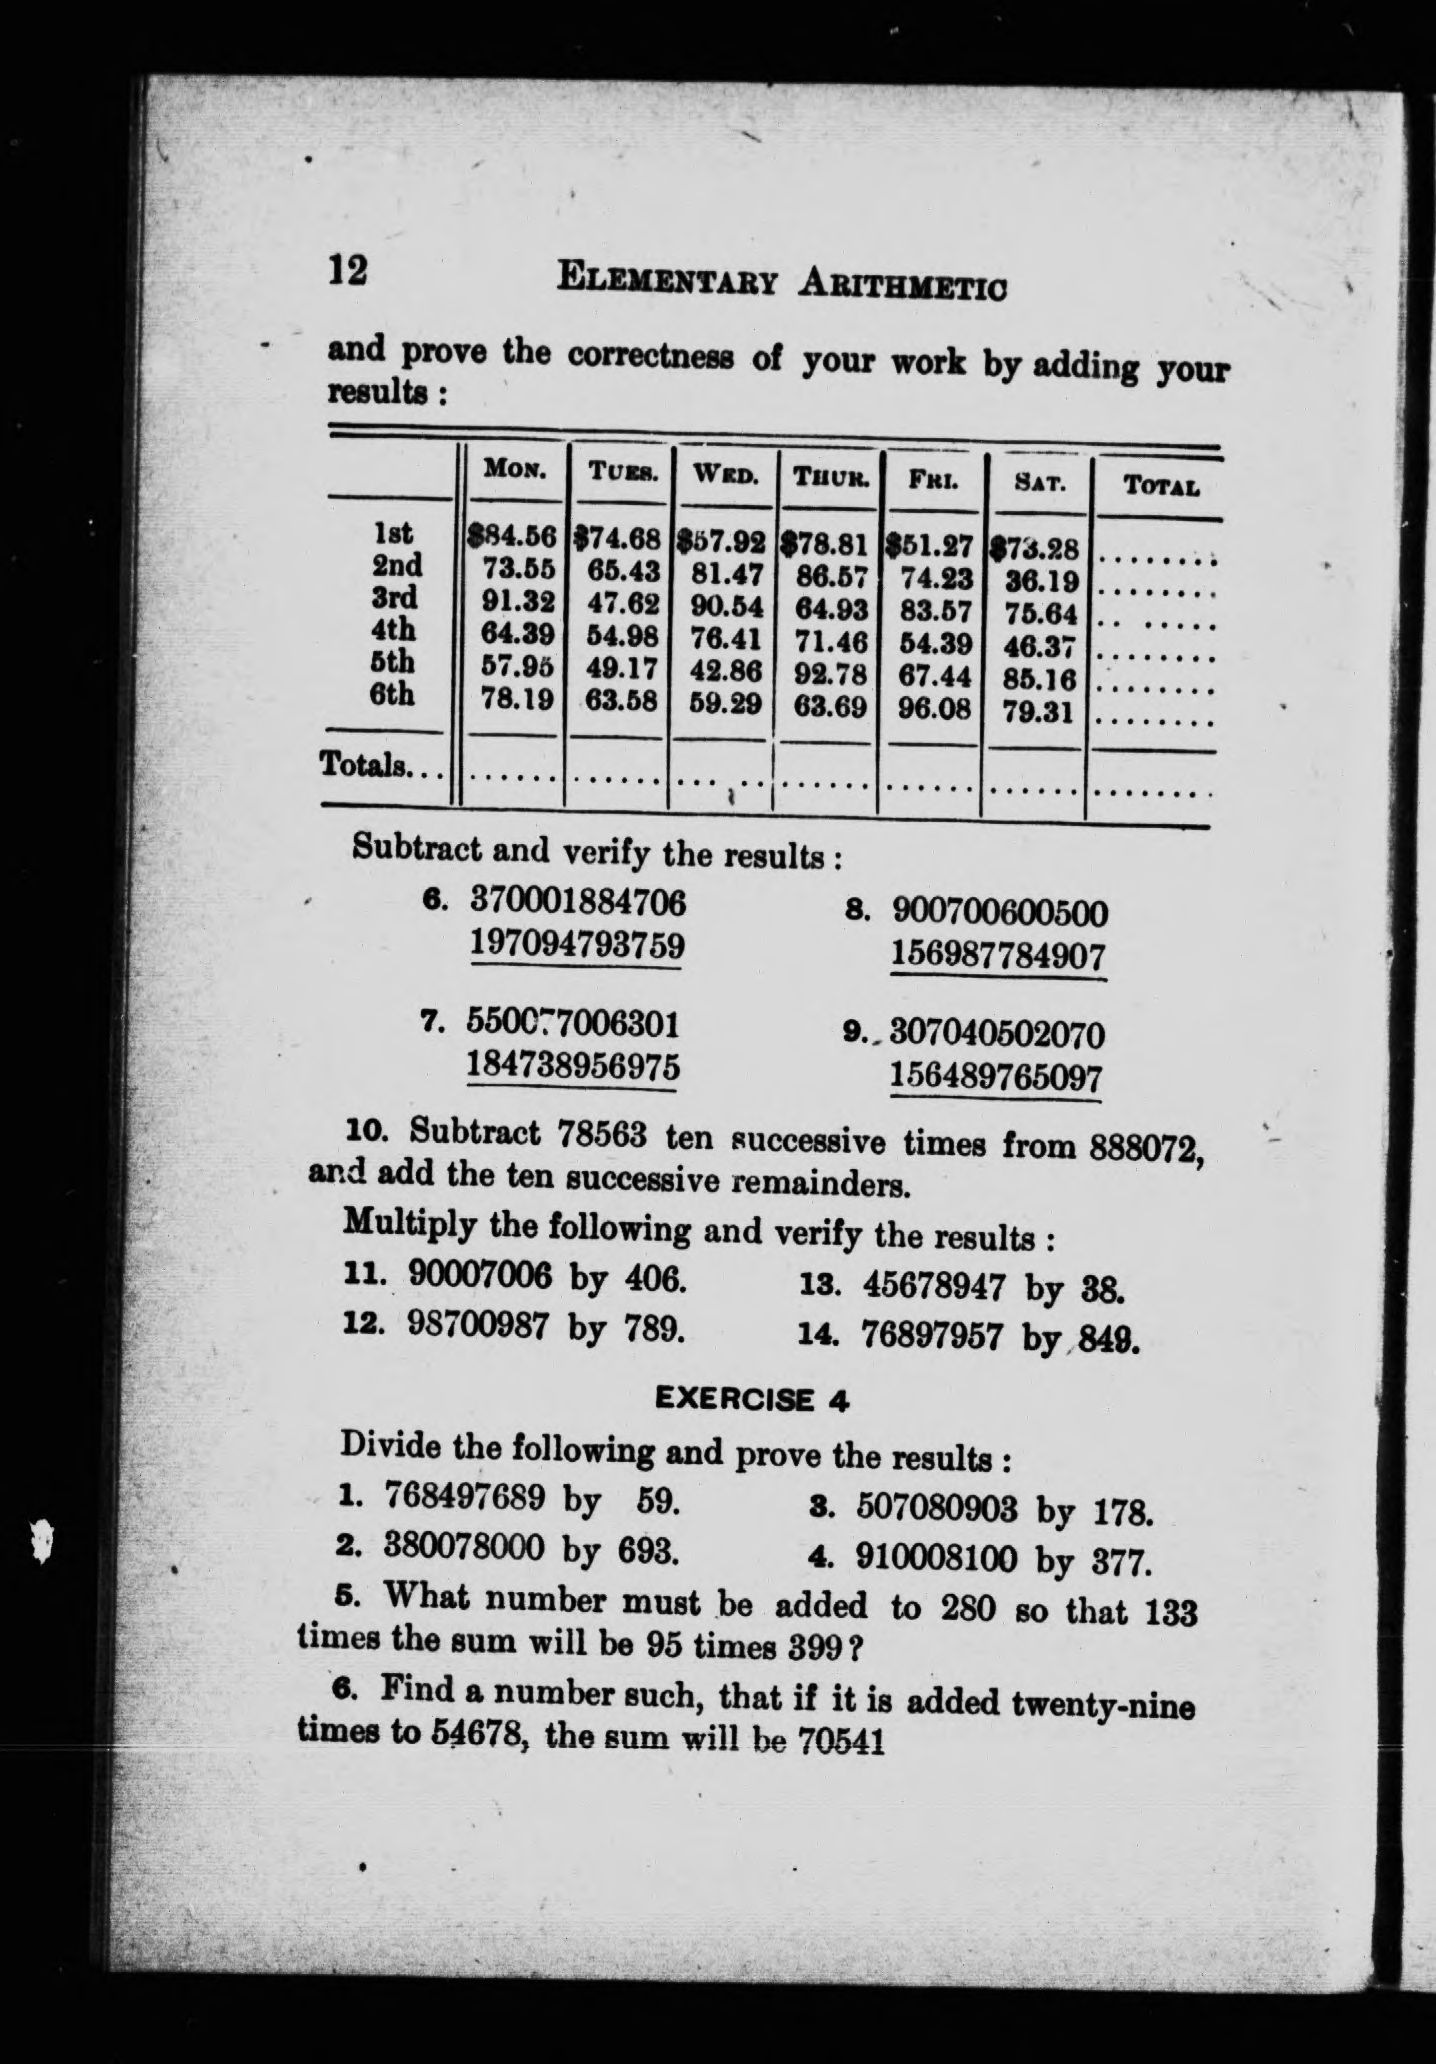 12 ELEMENTARY ARITHMETIC
and prove the correctness of your work by adding your
results :
MON. TUES. WED. THUR. FRI. SAT. TOTAL
1st $84.56 $74.68 $57.92 $78.81 $51.27 $73.28 ........
2nd 73.55 65.43 81.47 86.57 74.23 36.19 ........
3rd 91.32 47.62 90.54 64.93 83.57 75.64 .. .....
4th 64.39 54.98 76.41 71.46 54.39 46.37 ........
5th 57.95 49.17 42.86 92.78 67.44 85.16 ........
6th 78.19 63.58 59.29 63.69 96.08 79.31 ........
Totals... ...... ...... ... .. ...... ...... ...... ........
Subtract and verify the results :
6. 370001884706 8. 900700600500
197094793759 156987784907
7. 550077006301 9. 307040502070
184738956975 156489765097
10. Subtract 78563 ten successive times from 888072,
and add the ten successive remainders.
Multiply the following and verify the results :
11. 90007006 by 406. 13. 45678947 by 38.
12. 98700987 by 789. 14. 76897957 by 849.
EXERCISE 4
Divide the following and prove the results :
1. 768497689 by 59. 3. 507080903 by 178.
2. 380078000 by 693. 4. 910008100 by 377.
5. What number must be added to 280 so that 133
times the sum will be 95 times 399 ?
6. Find a number such, that if it is added twenty-nine
times to 54678, the sum will be 70541